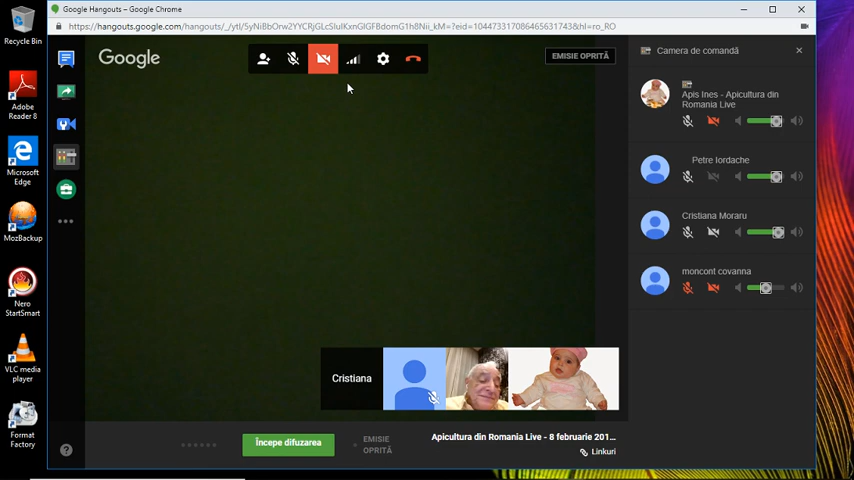 Google Hangouts – Google Chrome
https://hangouts.google.com/hangouts/_/ytl/5yNiBbOrw2YYCRjGLcSIulKxnGlGFBdomG1h8Nii_kM=?eid=104473317086465631743&hl=ro_RO
Recycle Bin
Adobe
Reader 8
Microsoft
Edge
MozBackup
Nero
StartSmart
VLC media
player
Format
Factory
Google
EMISIE OPRITĂ
Camera de comandă
Apis Ines - Apicultura din
Romania Live
Petre Iordache
Cristiana Moraru
moncont covanna
Cristiana
Începe difuzarea
EMISIE
OPRITĂ
Apicultura din Romania Live - 8 februarie 201...
Linkuri